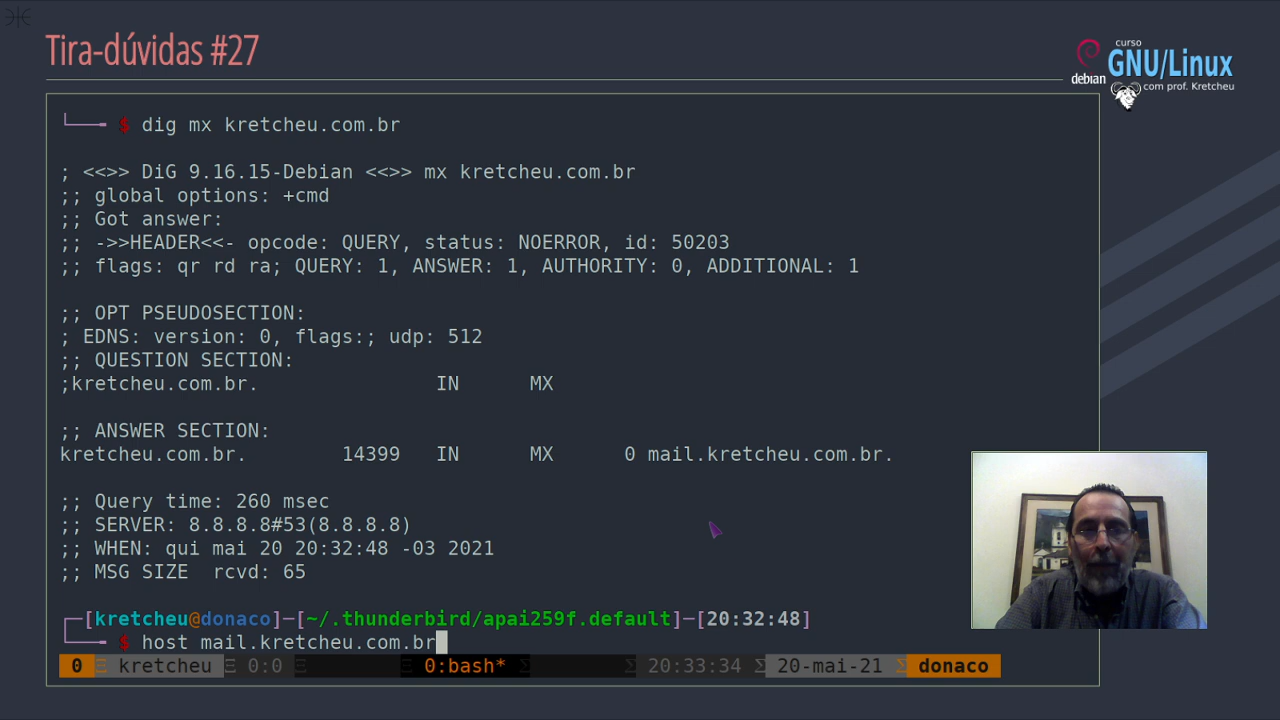 Tira-dúvidas #27
curso
GNU/Linux
debian
com prof. Kretcheu
$ dig mx kretcheu.com.br
; <<>> DiG 9.16.15-Debian <<>> mx kretcheu.com.br
;; global options: +cmd
;; Got answer:
;; ->>HEADER<<- opcode: QUERY, status: NOERROR, id: 50203
;; flags: qr rd ra; QUERY: 1, ANSWER: 1, AUTHORITY: 0, ADDITIONAL: 1
;; OPT PSEUDOSECTION:
; EDNS: version: 0, flags:; udp: 512
;; QUESTION SECTION:
;kretcheu.com.br. IN MX
;; ANSWER SECTION:
kretcheu.com.br. 14399 IN MX 0 mail.kretcheu.com.br.
;; Query time: 260 msec
;; SERVER: 8.8.8.8#53(8.8.8.8)
;; WHEN: qui mai 20 20:32:48 -03 2021
;; MSG SIZE rcvd: 65
┌─[kretcheu@donaco]─[~/.thunderbird/apai259f.default]─[20:32:48]
└── $ host mail.kretcheu.com.br
0 Ξ kretcheu Ξ 0:0 Ξ Ξ 0:bash* Σ Σ 20:33:34 Σ 20-mai-21 Σ donaco